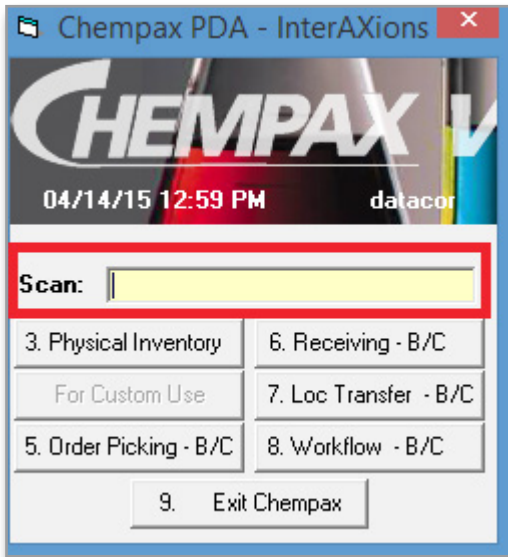 Chempax PDA - InterAXions
CHEMPAX V
04/14/15 12:59 PM datacor
Scan:
3. Physical Inventory 6. Receiving - B/C
For Custom Use 7. Loc Transfer - B/C
5. Order Picking - B/C 8. Workflow - B/C
9. Exit Chempax